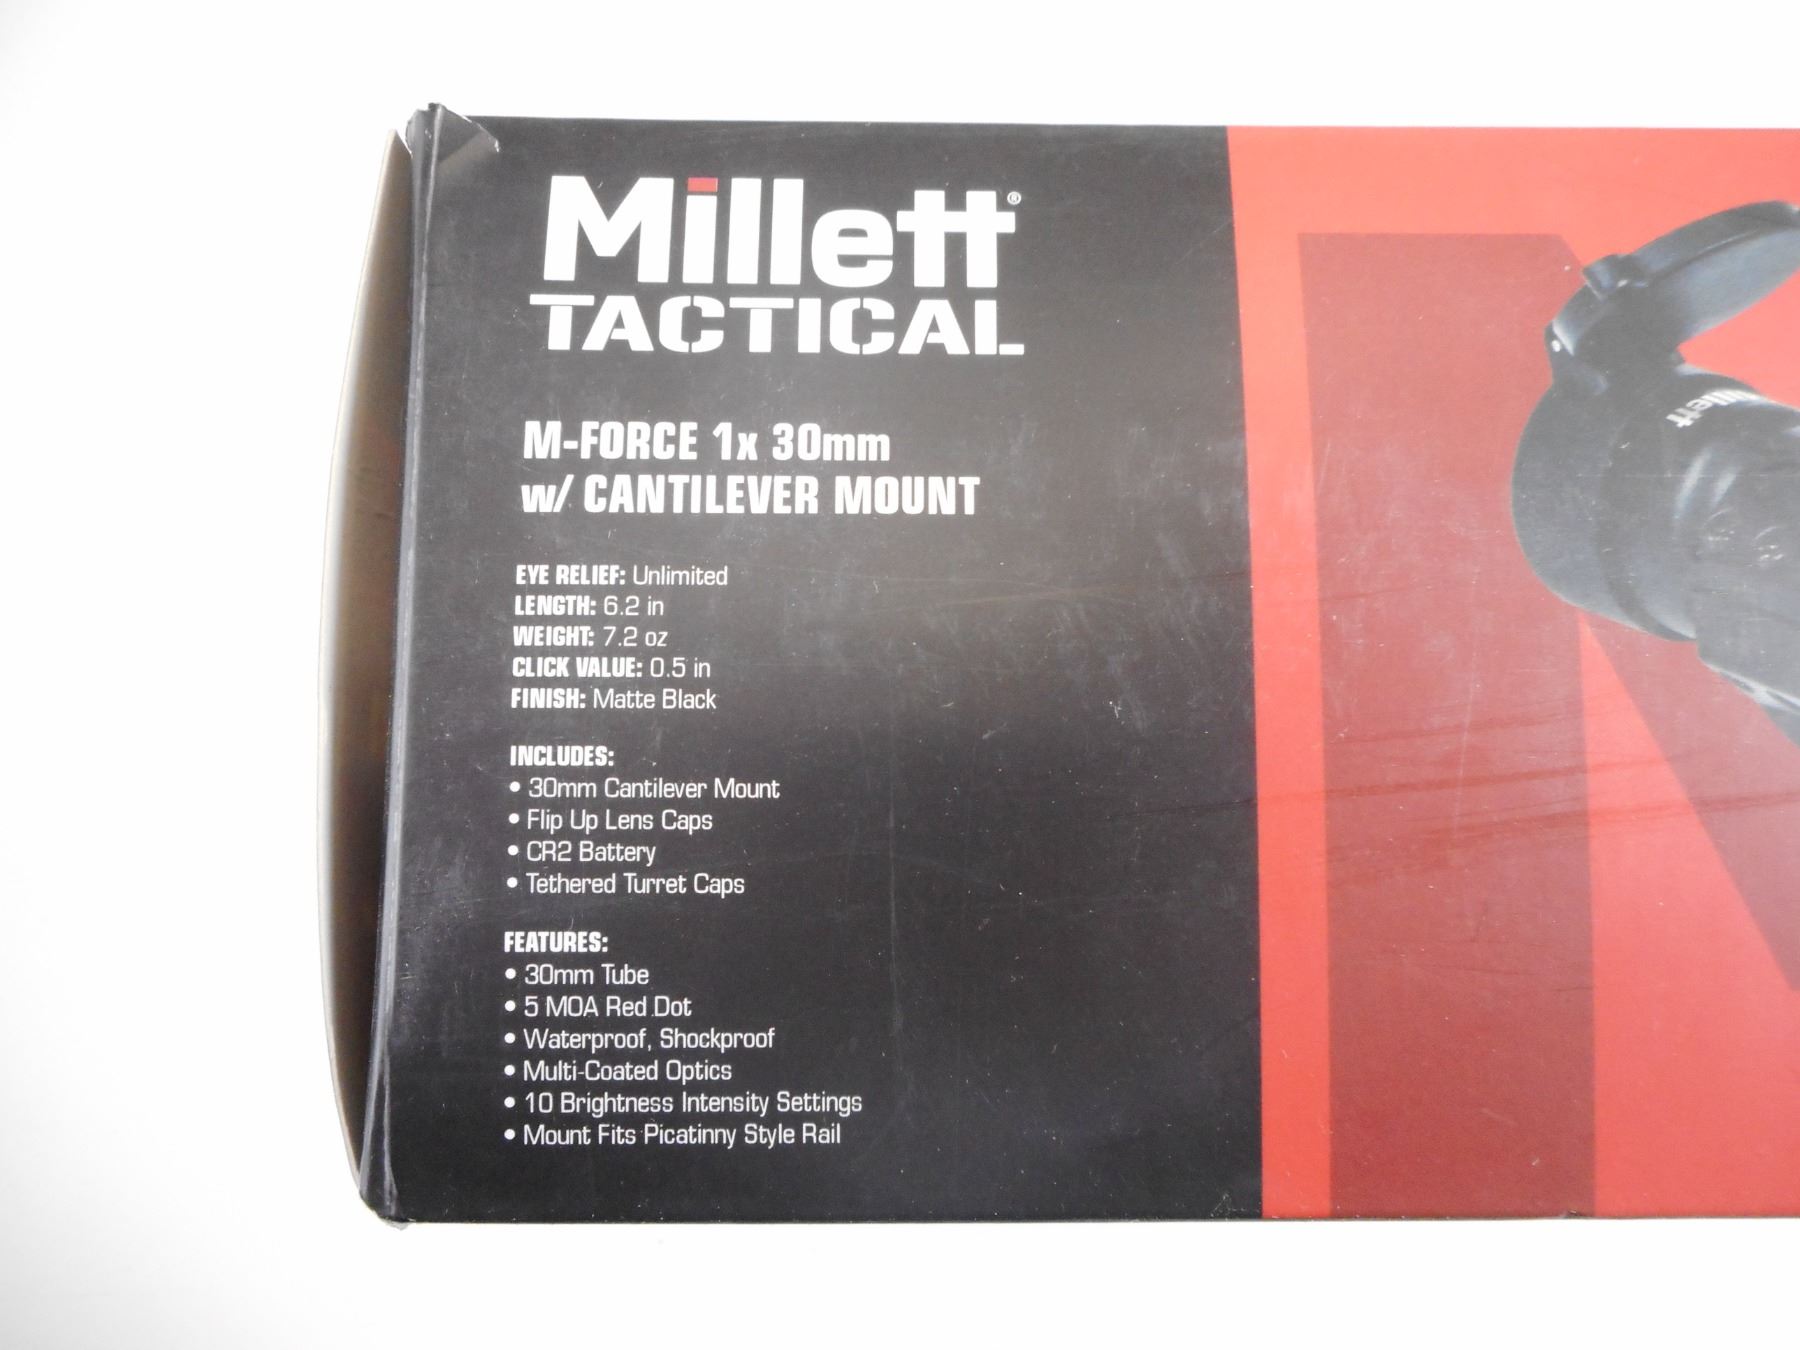 Millett®
TACTICAL
M-FORCE 1x 30mm
w/ CANTILEVER MOUNT
EYE RELIEF: Unlimited
LENGTH: 6.2 in
WEIGHT: 7.2 oz
CLICK VALUE: 0.5 in
FINISH: Matte Black
INCLUDES:
• 30mm Cantilever Mount
• Flip Up Lens Caps
• CR2 Battery
• Tethered Turret Caps
FEATURES:
• 30mm Tube
• 5 MOA Red Dot
• Waterproof, Shockproof
• Multi-Coated Optics
• 10 Brightness Intensity Settings
• Mount Fits Picatinny Style Rail
Millett